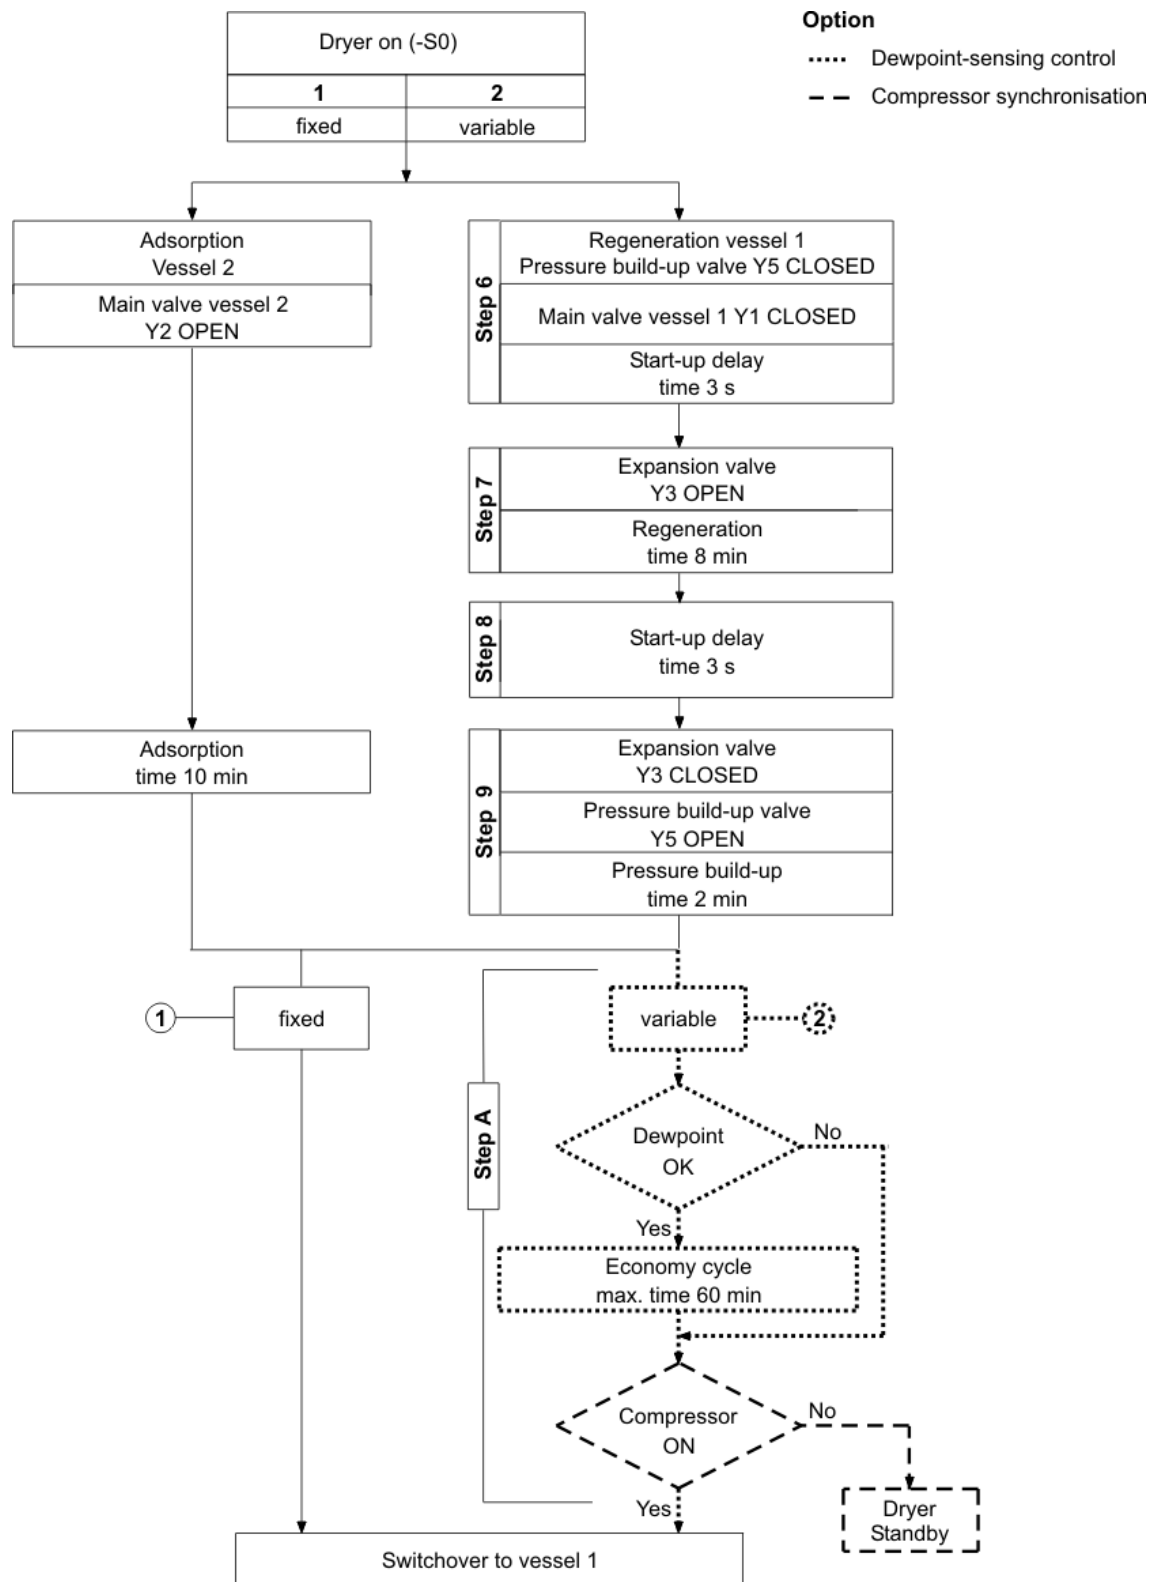 Option
Dewpoint-sensing control
Compressor synchronisation
Dryer on (-S0)
1
2
fixed
variable
Adsorption
Vessel 2
Main valve vessel 2
Y2 OPEN
Step 6
Regeneration vessel 1
Pressure build-up valve Y5 CLOSED
Main valve vessel 1 Y1 CLOSED
Start-up delay
time 3 s
Step 7
Expansion valve
Y3 OPEN
Regeneration
time 8 min
Step 8
Start-up delay
time 3 s
Adsorption
time 10 min
Step 9
Expansion valve
Y3 CLOSED
Pressure build-up valve
Y5 OPEN
Pressure build-up
time 2 min
1
fixed
Step A
variable
2
Dewpoint
OK
No
Yes
Economy cycle
max. time 60 min
Compressor
ON
No
Yes
Dryer
Standby
Switchover to vessel 1